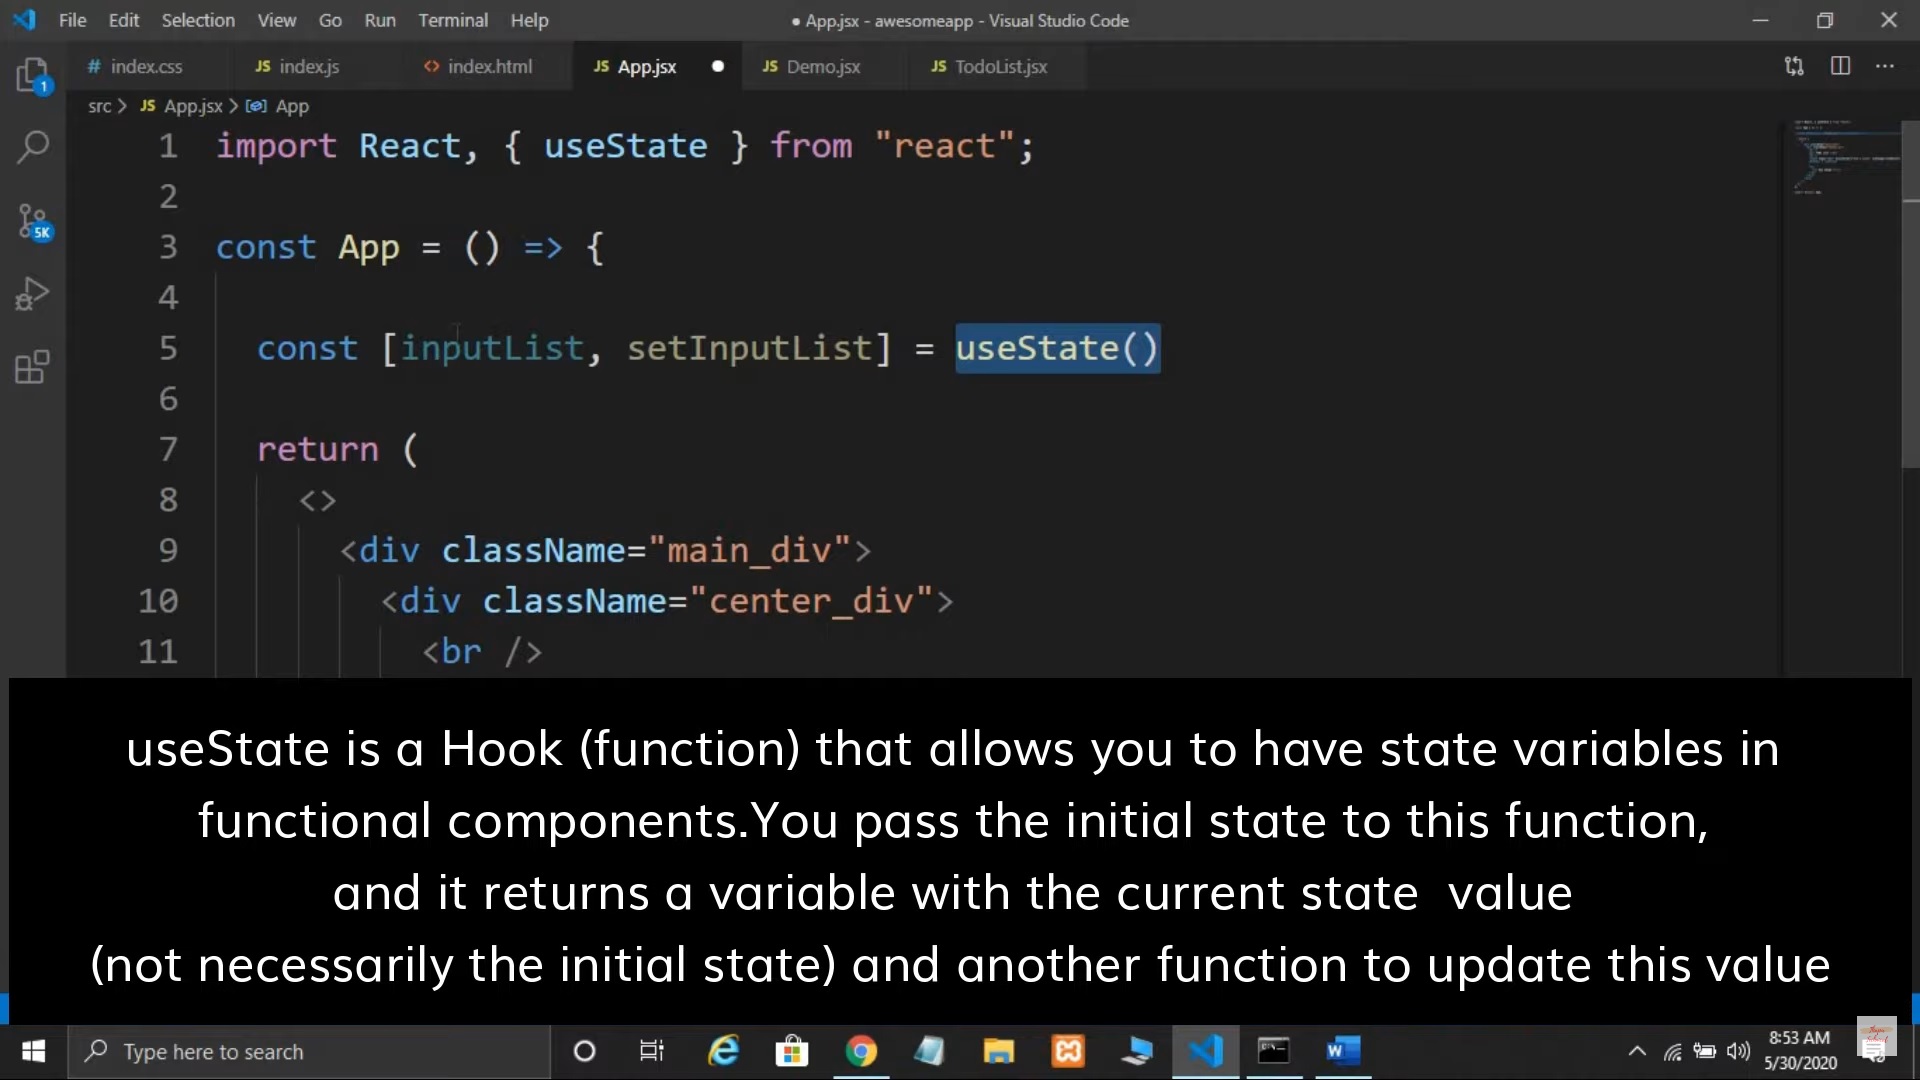 File Edit Selection View Go Run Terminal Help
● App.jsx - awesomeapp - Visual Studio Code
# index.css
JS index.js
<> index.html
JS App.jsx ●
JS Demo.jsx
JS TodoList.jsx
1
5K
src > JS App.jsx > App
1 import React, { useState } from "react";
2
3 const App = () => {
4
5 const [inputList, setInputList] = useState()
6
7 return (
8 <>
9 <div className="main_div">
10 <div className="center_div">
11 <br />
useState is a Hook (function) that allows you to have state variables in
functional components.You pass the initial state to this function,
and it returns a variable with the current state  value
(not necessarily the initial state) and another function to update this value
Type here to search
8:53 AM
5/30/2020